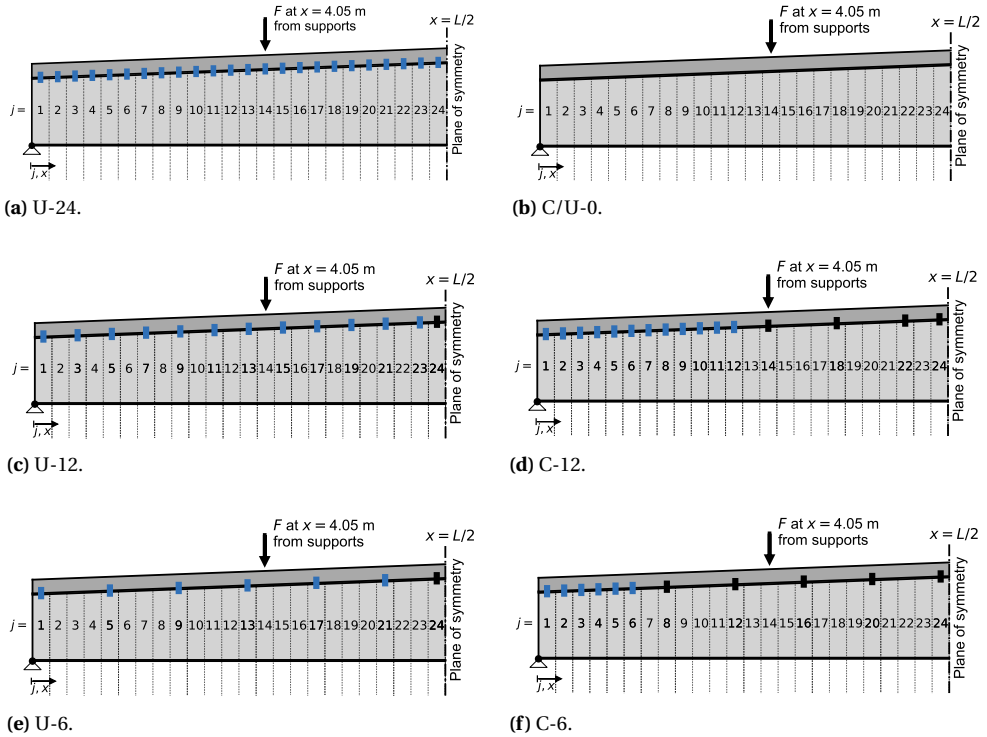 F at x = 4.05 m
from supports
x = L/2
j = 1 2 3 4 5 6 7 8 9 10 11 12 13 14 15 16 17 18 19 20 21 22 23 24
Plane of symmetry
j, x
(a) U-24.
F at x = 4.05 m
from supports
x = L/2
j = 1 2 3 4 5 6 7 8 9 10 11 12 13 14 15 16 17 18 19 20 21 22 23 24
Plane of symmetry
j, x
(b) C/U-0.
F at x = 4.05 m
from supports
x = L/2
j = 1 2 3 4 5 6 7 8 9 10 11 12 13 14 15 16 17 18 19 20 21 22 23 24
Plane of symmetry
j, x
(c) U-12.
F at x = 4.05 m
from supports
x = L/2
j = 1 2 3 4 5 6 7 8 9 10 11 12 13 14 15 16 17 18 19 20 21 22 23 24
Plane of symmetry
j, x
(d) C-12.
F at x = 4.05 m
from supports
x = L/2
j = 1 2 3 4 5 6 7 8 9 10 11 12 13 14 15 16 17 18 19 20 21 22 23 24
Plane of symmetry
j, x
(e) U-6.
F at x = 4.05 m
from supports
x = L/2
j = 1 2 3 4 5 6 7 8 9 10 11 12 13 14 15 16 17 18 19 20 21 22 23 24
Plane of symmetry
j, x
(f) C-6.